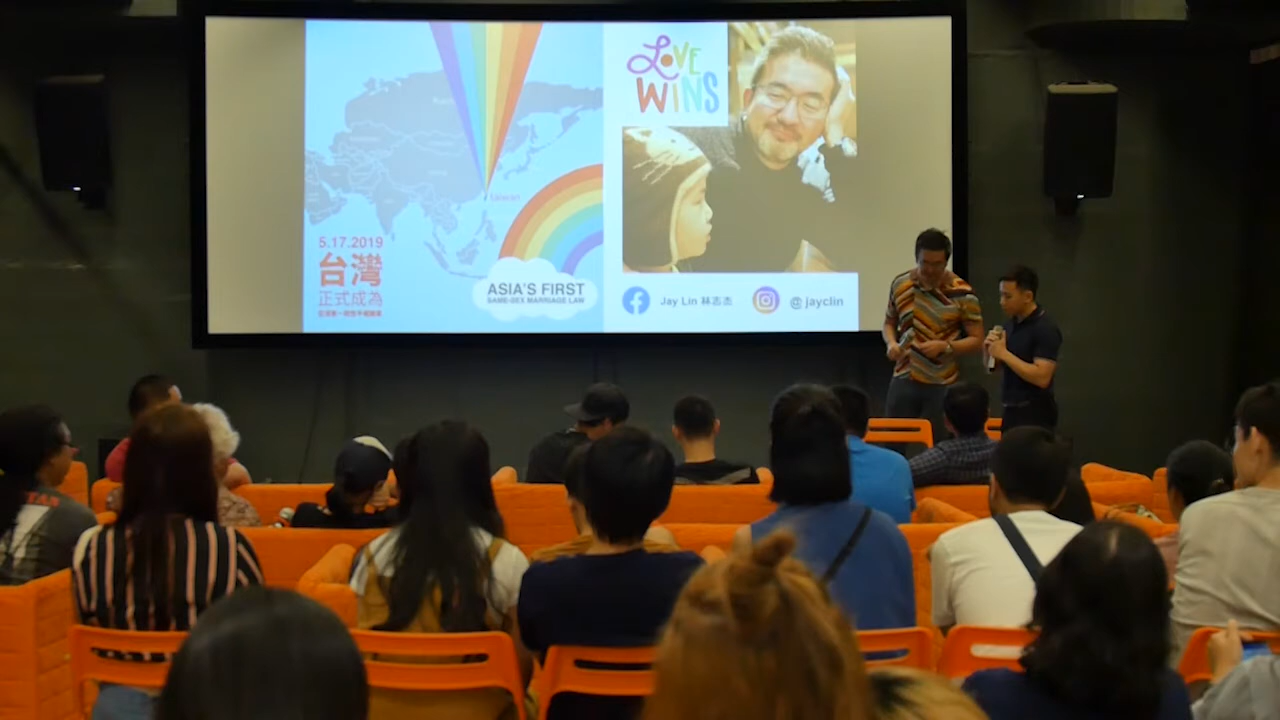 LOVE
WINS
Taiwan
5.17.2019
台灣
正式成為
ASIA'S FIRST
SAME-SEX MARRIAGE LAW
Jay Lin 林志杰
@jayclin